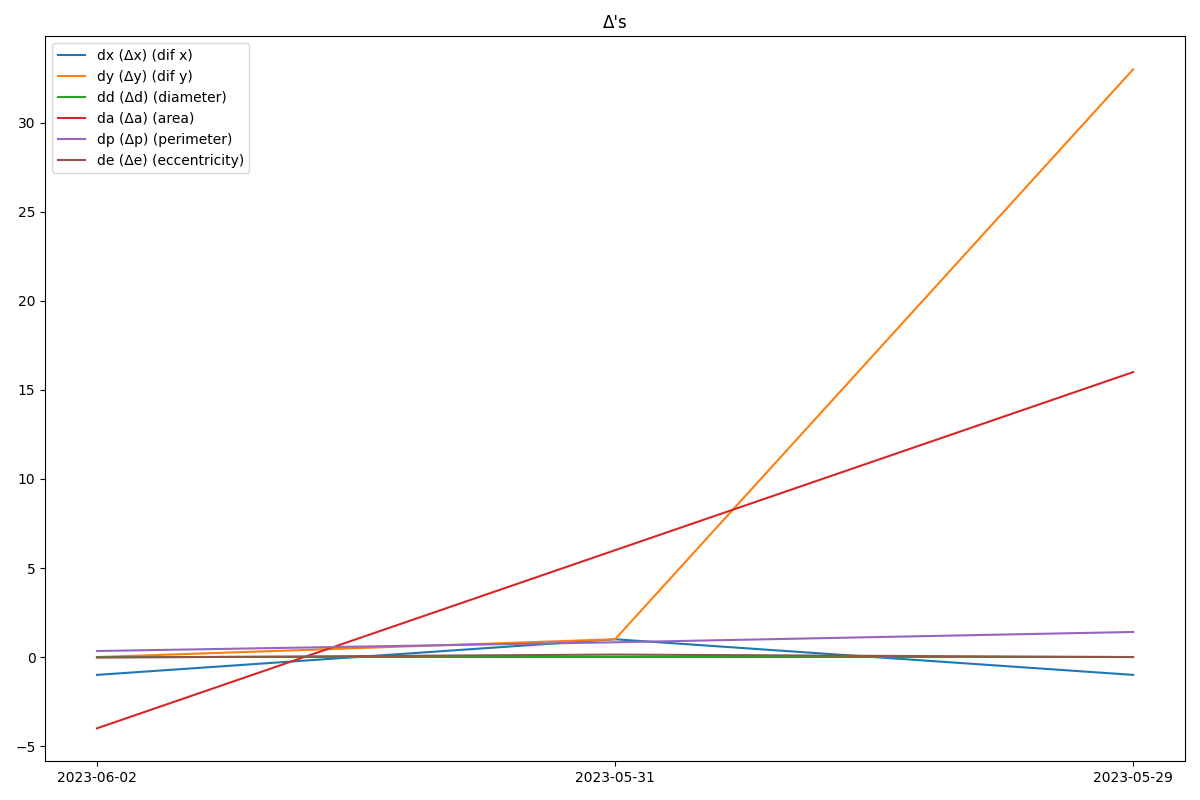 Δ's
dx (Δx) (dif x)
dy (Δy) (dif y)
dd (Δd) (diameter)
da (Δa) (area)
dp (Δp) (perimeter)
de (Δe) (eccentricity)
30
25
20
15
10
5
0
−5
2023-06-02 2023-05-31 2023-05-29